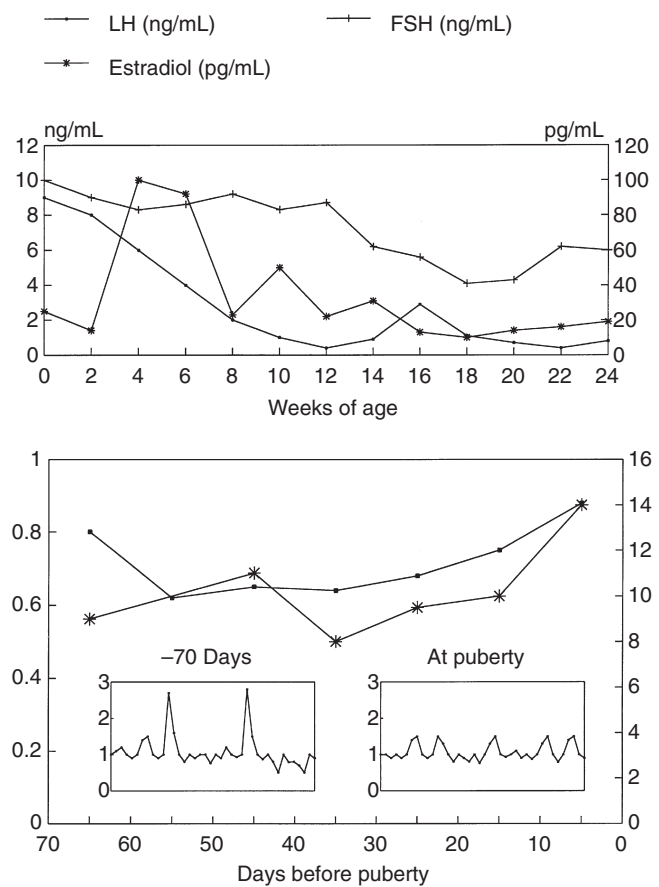 LH (ng/mL) FSH (ng/mL)
Estradiol (pg/mL)
ng/mL pg/mL
12 120
10 100
8 80
6 60
4 40
2 20
0 0
0 2 4 6 8 10 12 14 16 18 20 22 24
Weeks of age
1 16
14
0.8 12
0.6 10
8
0.4 6
0.2 4
2
0 0
–70 Days At puberty
3 3
2 2
1 1
0 0
70 60 50 40 30 20 10 0
Days before puberty